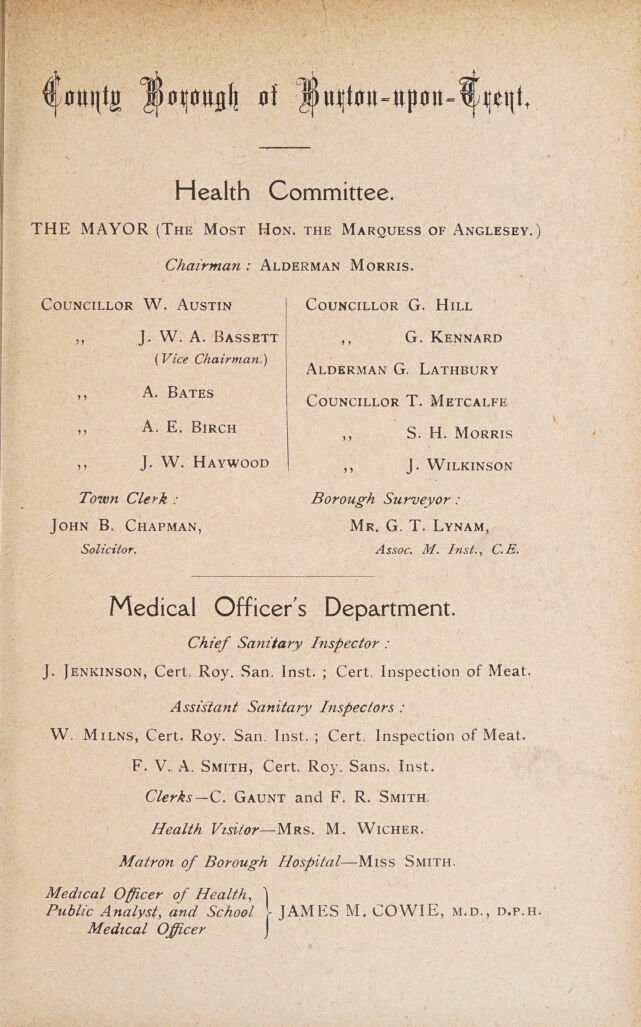 County Borough of Burton-upon-Trent.
Health Committee.
THE MAYOR (The Most Hon. the Marquess of Anglesey.)
Chairman : Alderman Morris.
Councillor W. Austin
,, J. W. A. Bassett
(Vice Chairman.)
,, A. Bates
,, A. E. Birch
,, J. W. Haywood
Councillor G. Hill
,, G. Kennard
Alderman G. Lathbury
Councillor T. Metcalfe
,, S. H. Morris
,, J. Wilkinson
Town Clerk :
John B. Chapman,
Solicitor.
Borough Surveyor :
Mr. G. T. Lynam,
Assoc. M. Inst., C.E.
Medical Officer's Department.
Chief Sanitary Inspector :
J. Jenkinson, Cert. Roy. San. Inst. ; Cert. Inspection of Meat.
Assistant Sanitary Inspectors :
W. Milns, Cert. Roy. San. Inst. ; Cert. Inspection of Meat.
F. V. A. Smith, Cert. Roy. Sans. Inst.
Clerks—C. Gaunt and F. R. Smith.
Health Visitor—Mrs. M. Wicher.
Matron of Borough Hospital—Miss Smith.
Medical Officer of Health,
Public Analyst, and School
Medical Officer
JAMES M. COWIE, M.D., D.P.H.